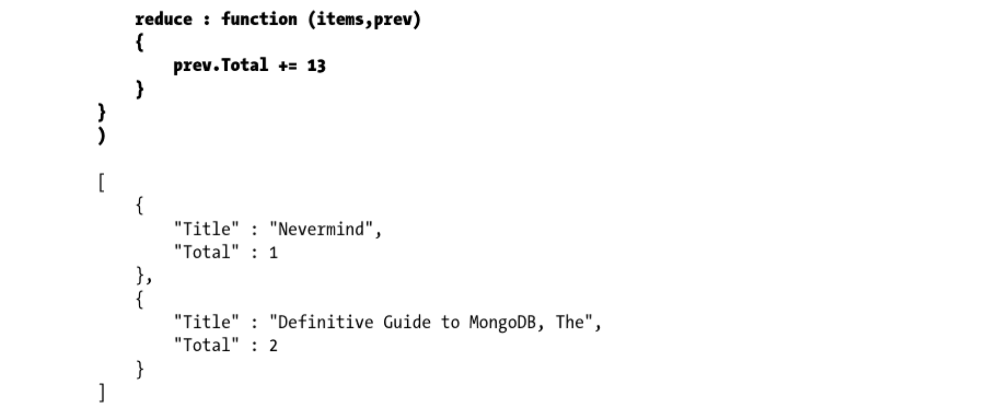 reduce : function (items,prev)
{
prev.Total += 13
}
}
)
[
{
"Title" : "Nevermind",
"Total" : 1
},
{
"Title" : "Definitive Guide to MongoDB, The",
"Total" : 2
}
]